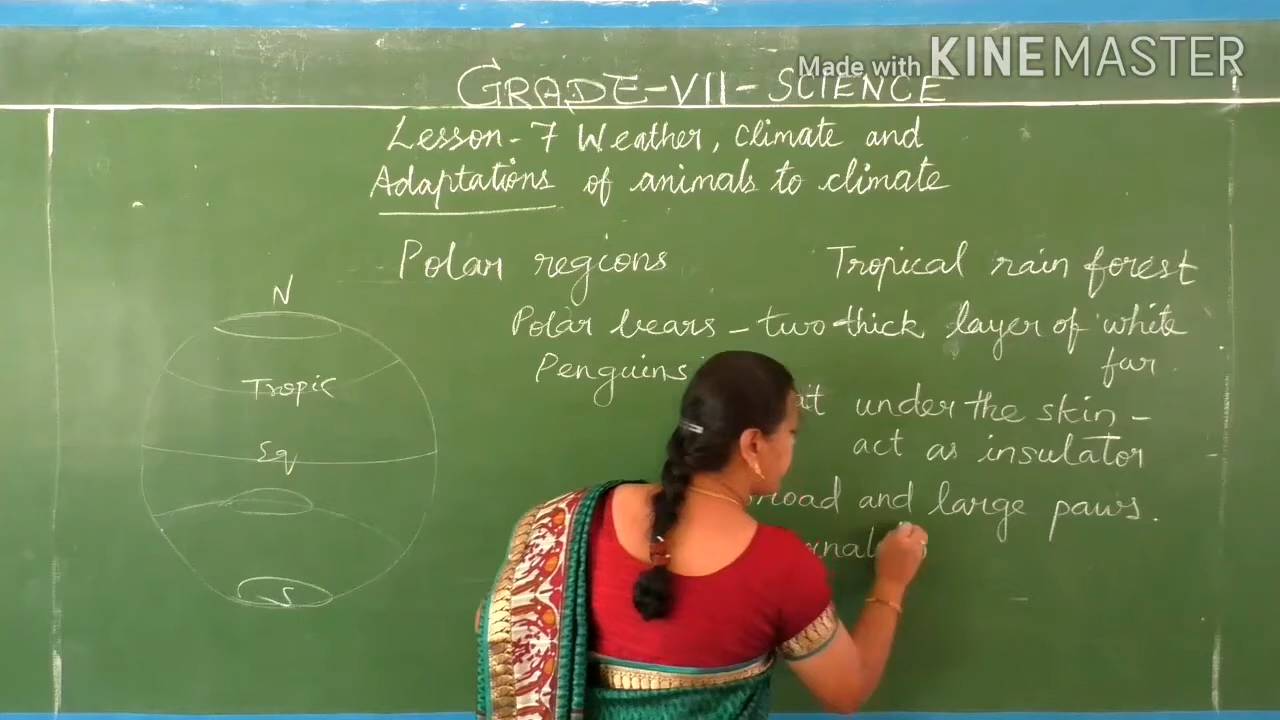 Made with KINEMASTER
GRADE-VII-SCIENCE
Lesson-7 Weather, climate and
Adaptations of animals to climate
Polar regions
Tropical rain forest
N
Tropic
Eq
S
Polar bears - two thick layer of white
fur.
Penguins
under the skin -
act as insulator
and large paws.